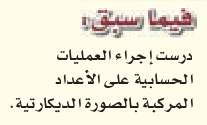 فيما سبق:
درست إجراء العمليات
الحسابية على الأعداد
المركبة بالصورة الديكارتية.